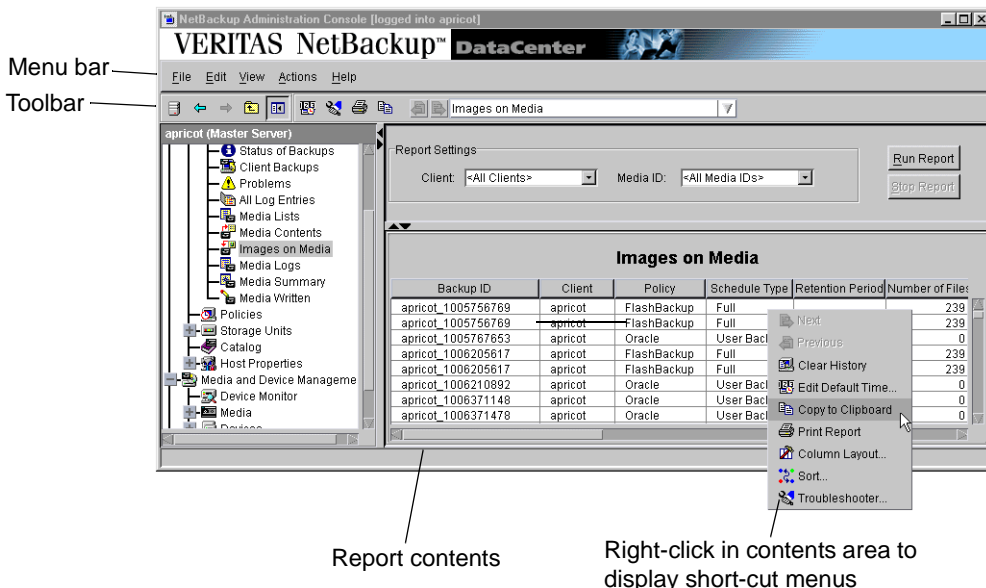 NetBackup Administration Console [logged into apricot]
VERITAS NetBackup™ DataCenter
Menu bar
File Edit View Actions Help
Toolbar
Images on Media
apricot (Master Server)
Status of Backups
Client Backups
Problems
All Log Entries
Media Lists
Media Contents
Images on Media
Media Logs
Media Summary
Media Written
Policies
Storage Units
Catalog
Host Properties
Media and Device Manageme
Device Monitor
Media
Devices
Report Settings
Client: <All Clients> Media ID: <All Media IDs>
Run Report
Stop Report
Images on Media
Backup ID Client Policy Schedule Type Retention Period Number of Files
apricot_1005756769 apricot FlashBackup Full 239
apricot_1005756769 apricot FlashBackup Full 239
apricot_1005767653 apricot Oracle User Back 0
apricot_1006205617 apricot FlashBackup Full 239
apricot_1006205617 apricot FlashBackup Full 239
apricot_1006210892 apricot Oracle User Back 0
apricot_1006371148 apricot Oracle User Back 0
apricot_1006371478 apricot Oracle User Back 0
Next
Previous
Clear History
Edit Default Time...
Copy to Clipboard
Print Report
Column Layout...
Sort...
Troubleshooter...
Report contents
Right-click in contents area to
display short-cut menus